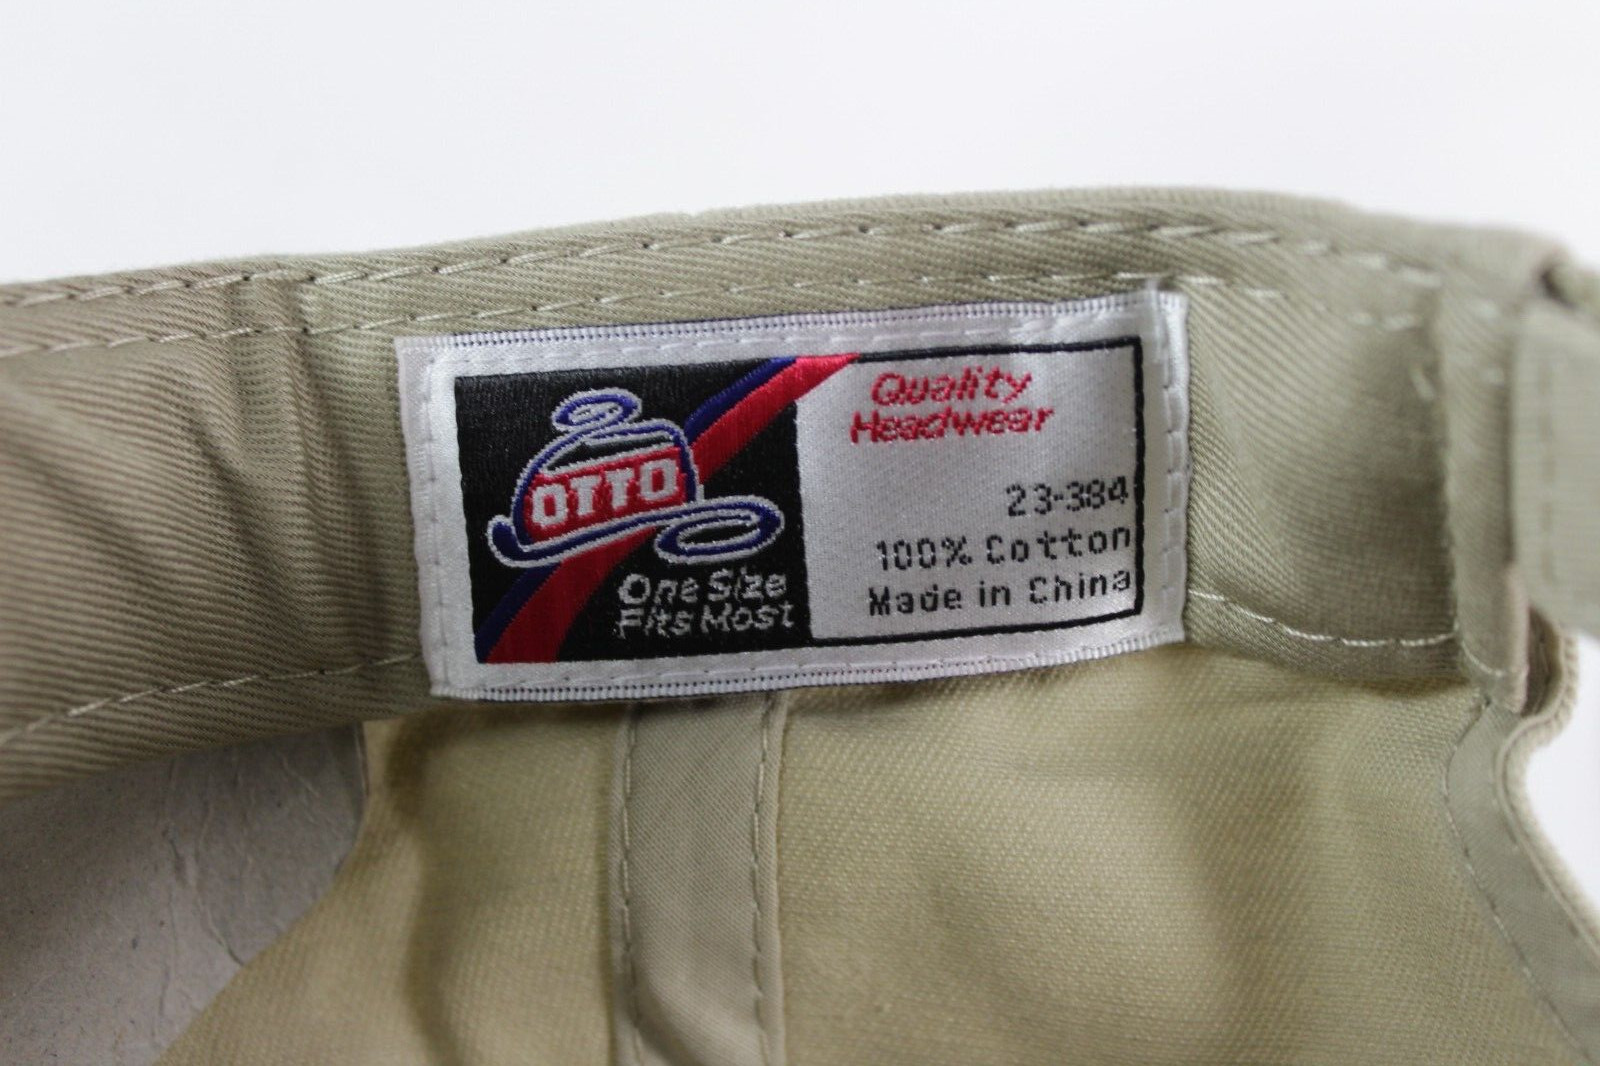 OTTO
One Size
Fits Most
Quality
Headwear
23-384
100% Cotton
Made in China